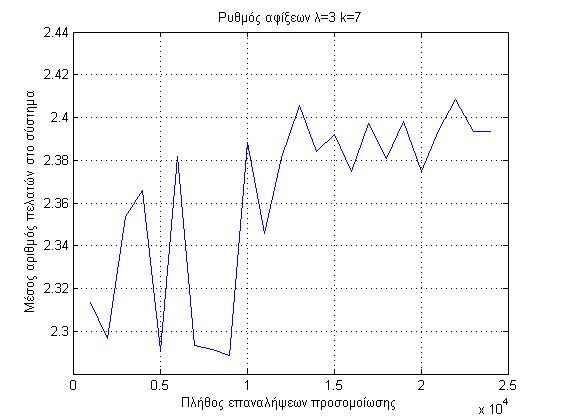 Ρυθμός αφίξεων λ=3 k=7
Μέσος αριθμός πελατών στο σύστημα
2.44
2.42
2.4
2.38
2.36
2.34
2.32
2.3
0 0.5 1 1.5 2 2.5
x 10^4
Πλήθος επαναλήψεων προσομοίωσης